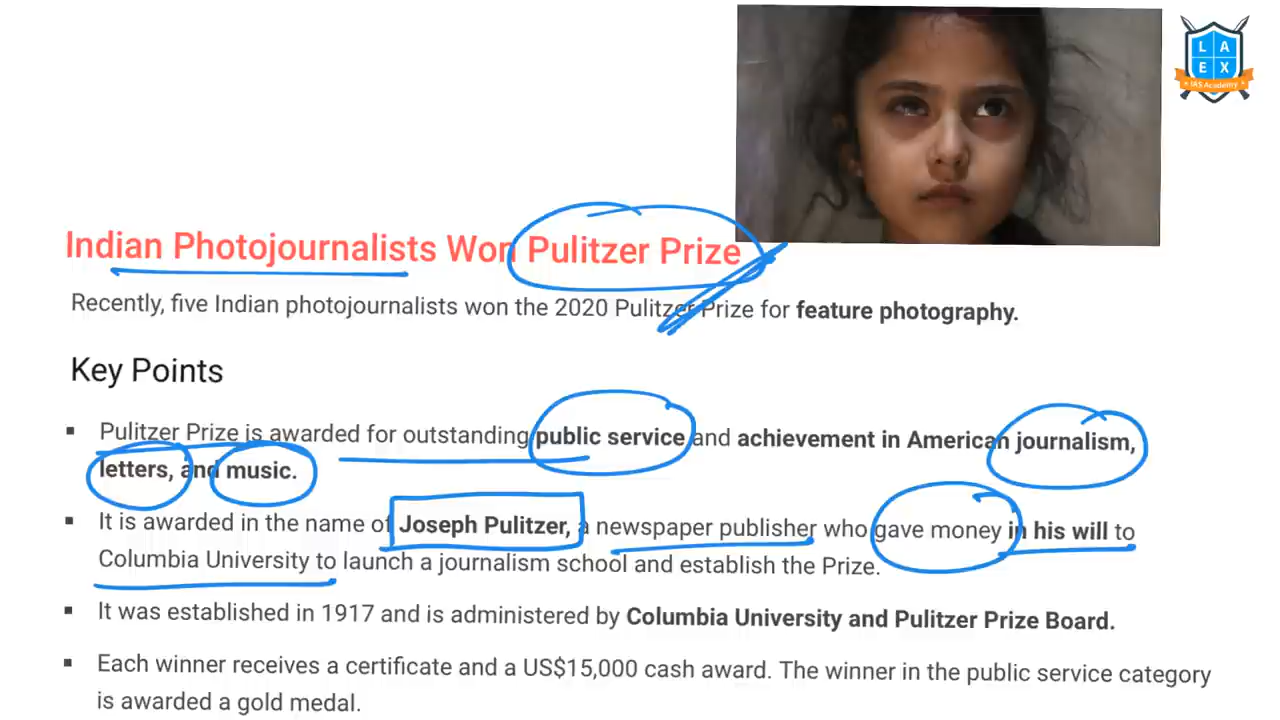 L A
E X
IAS Academy
Indian Photojournalists Won Pulitzer Prize
Recently, five Indian photojournalists won the 2020 Pulitzer Prize for feature photography.
Key Points
▪ Pulitzer Prize is awarded for outstanding public service and achievement in American journalism,
letters, and music.
▪ It is awarded in the name of Joseph Pulitzer, a newspaper publisher who gave money in his will to
Columbia University to launch a journalism school and establish the Prize.
▪ It was established in 1917 and is administered by Columbia University and Pulitzer Prize Board.
▪ Each winner receives a certificate and a US$15,000 cash award. The winner in the public service category
is awarded a gold medal.